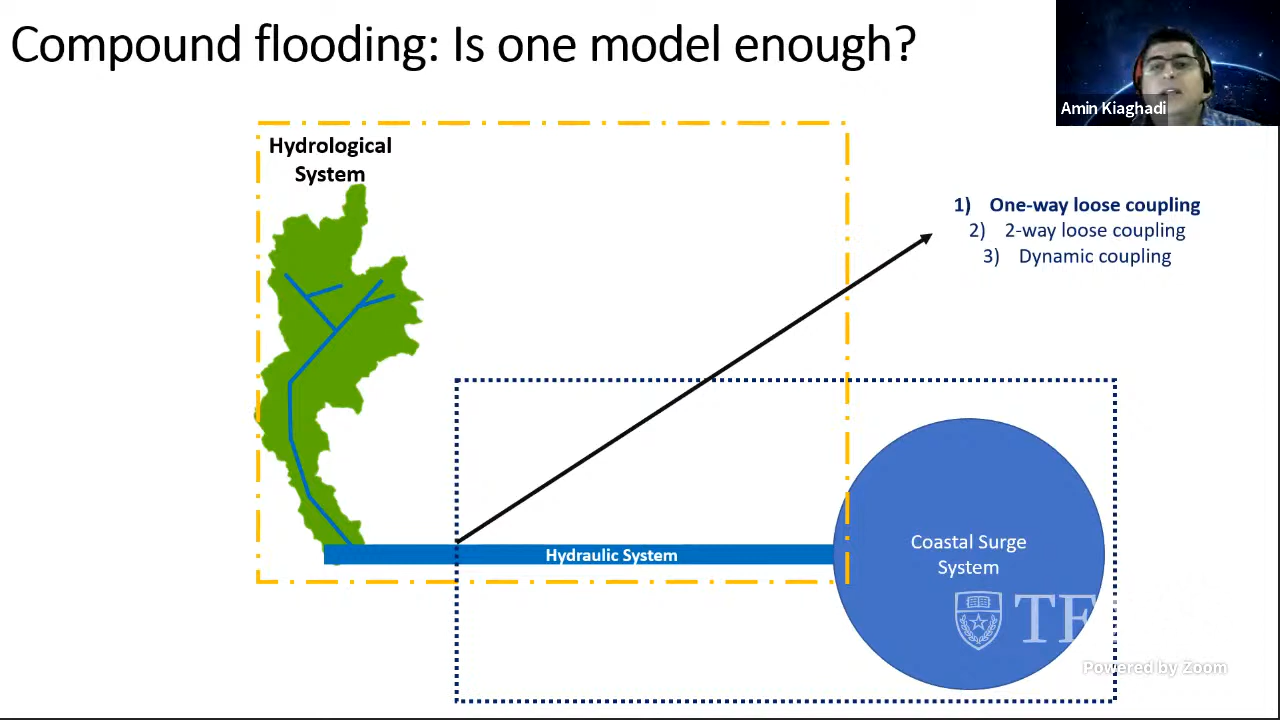 Compound flooding: Is one model enough?
Amin Kiaghadi
Hydrological
System
1) One-way loose coupling
2) 2-way loose coupling
3) Dynamic coupling
Hydraulic System
Coastal Surge
System
Powered by Zoom